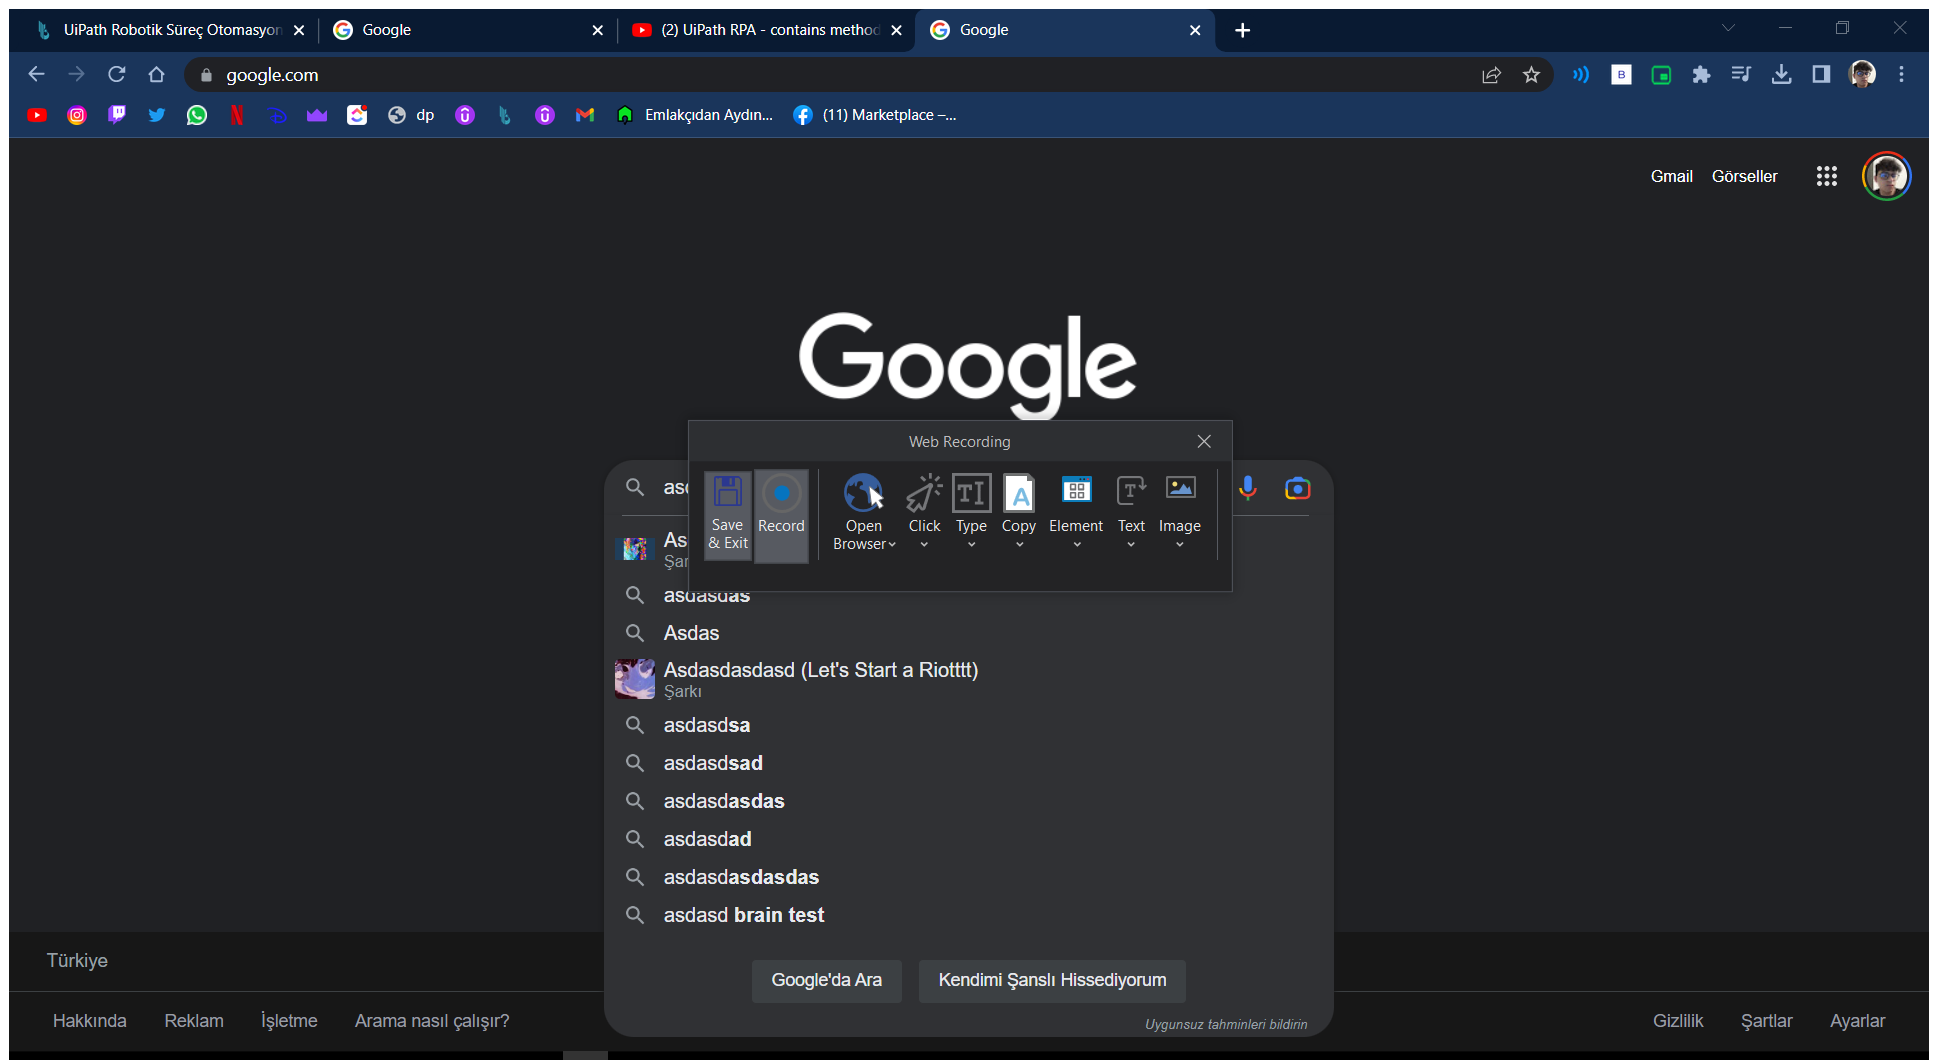 UiPath Robotik Süreç Otomasyon
Google
(2) UiPath RPA - contains method
Google
google.com
B
dp
Emlakçıdan Aydın...
(11) Marketplace –...
Gmail
Görseller
Google
Web Recording
Save & Exit
Record
Open Browser
Click
Type
Copy
Element
Text
Image
asdasdas
Asdas
Asdasdasdasd (Let's Start a Riotttt)
Şarkı
asdasdsa
asdasdsad
asdasdasdas
asdasdad
asdasdasdasdas
asdasd brain test
Google'da Ara
Kendimi Şanslı Hissediyorum
Uygunsuz tahminleri bildirin
Türkiye
Hakkında
Reklam
İşletme
Arama nasıl çalışır?
Gizlilik
Şartlar
Ayarlar